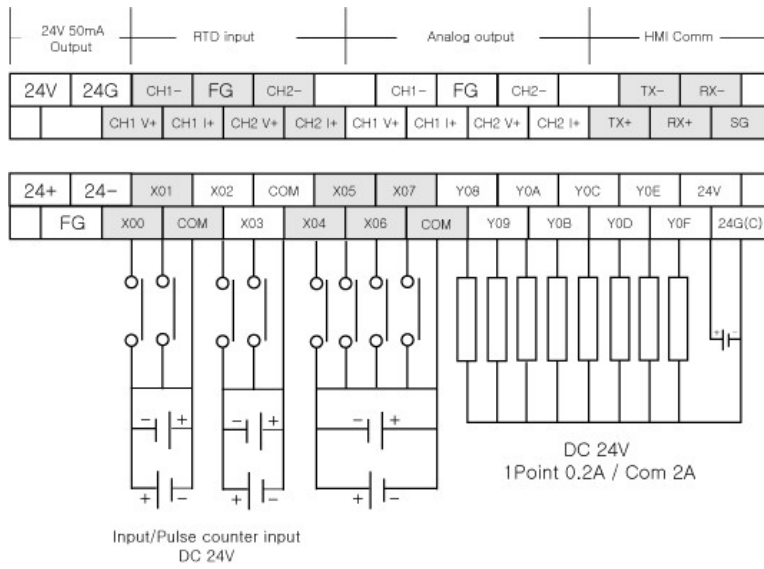 24V 50mA Output RTD input Analog output HMI Comm
24V 24G CH1- FG CH2- CH1- FG CH2- TX- RX-
CH1 V+ CH1 I+ CH2 V+ CH2 I+ CH1 V+ CH1 I+ CH2 V+ CH2 I+ TX+ RX+ SG
24+ 24- X01 X02 COM X05 X07 Y08 Y0A Y0C Y0E 24V
FG X00 COM X03 X04 X06 COM Y09 Y0B Y0D Y0F 24G(C)
+ -
- + - + - +
+ - + - + -
DC 24V
1Point 0.2A / Com 2A
Input/Pulse counter input
DC 24V